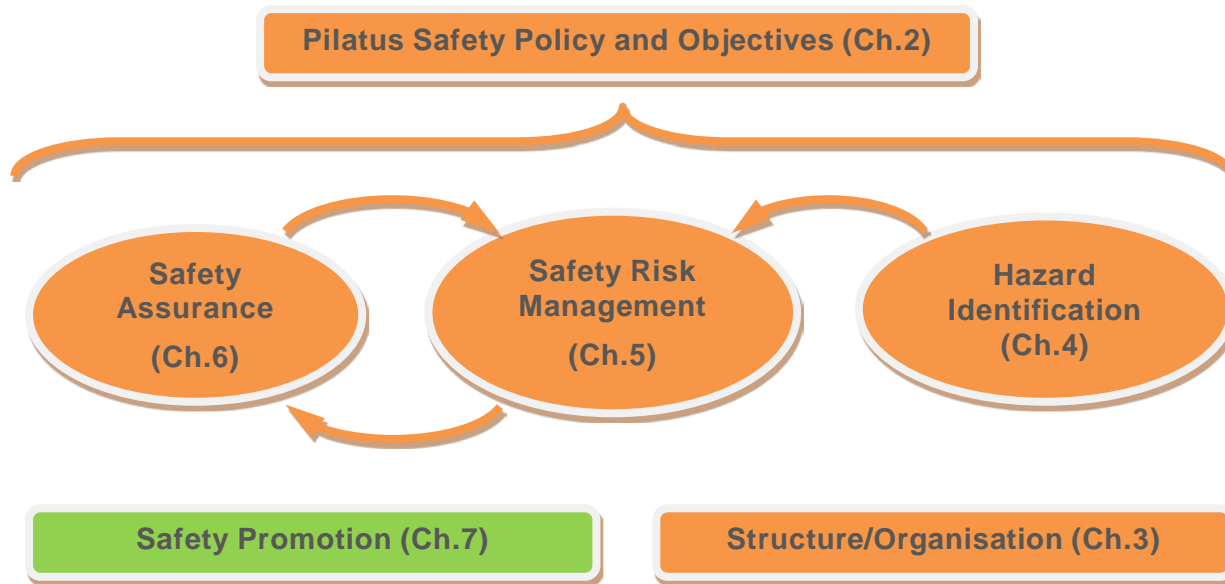 Pilatus Safety Policy and Objectives (Ch.2)
Safety
Assurance
(Ch.6)
Safety Risk
Management
(Ch.5)
Hazard
Identification
(Ch.4)
Safety Promotion (Ch.7)
Structure/Organisation (Ch.3)